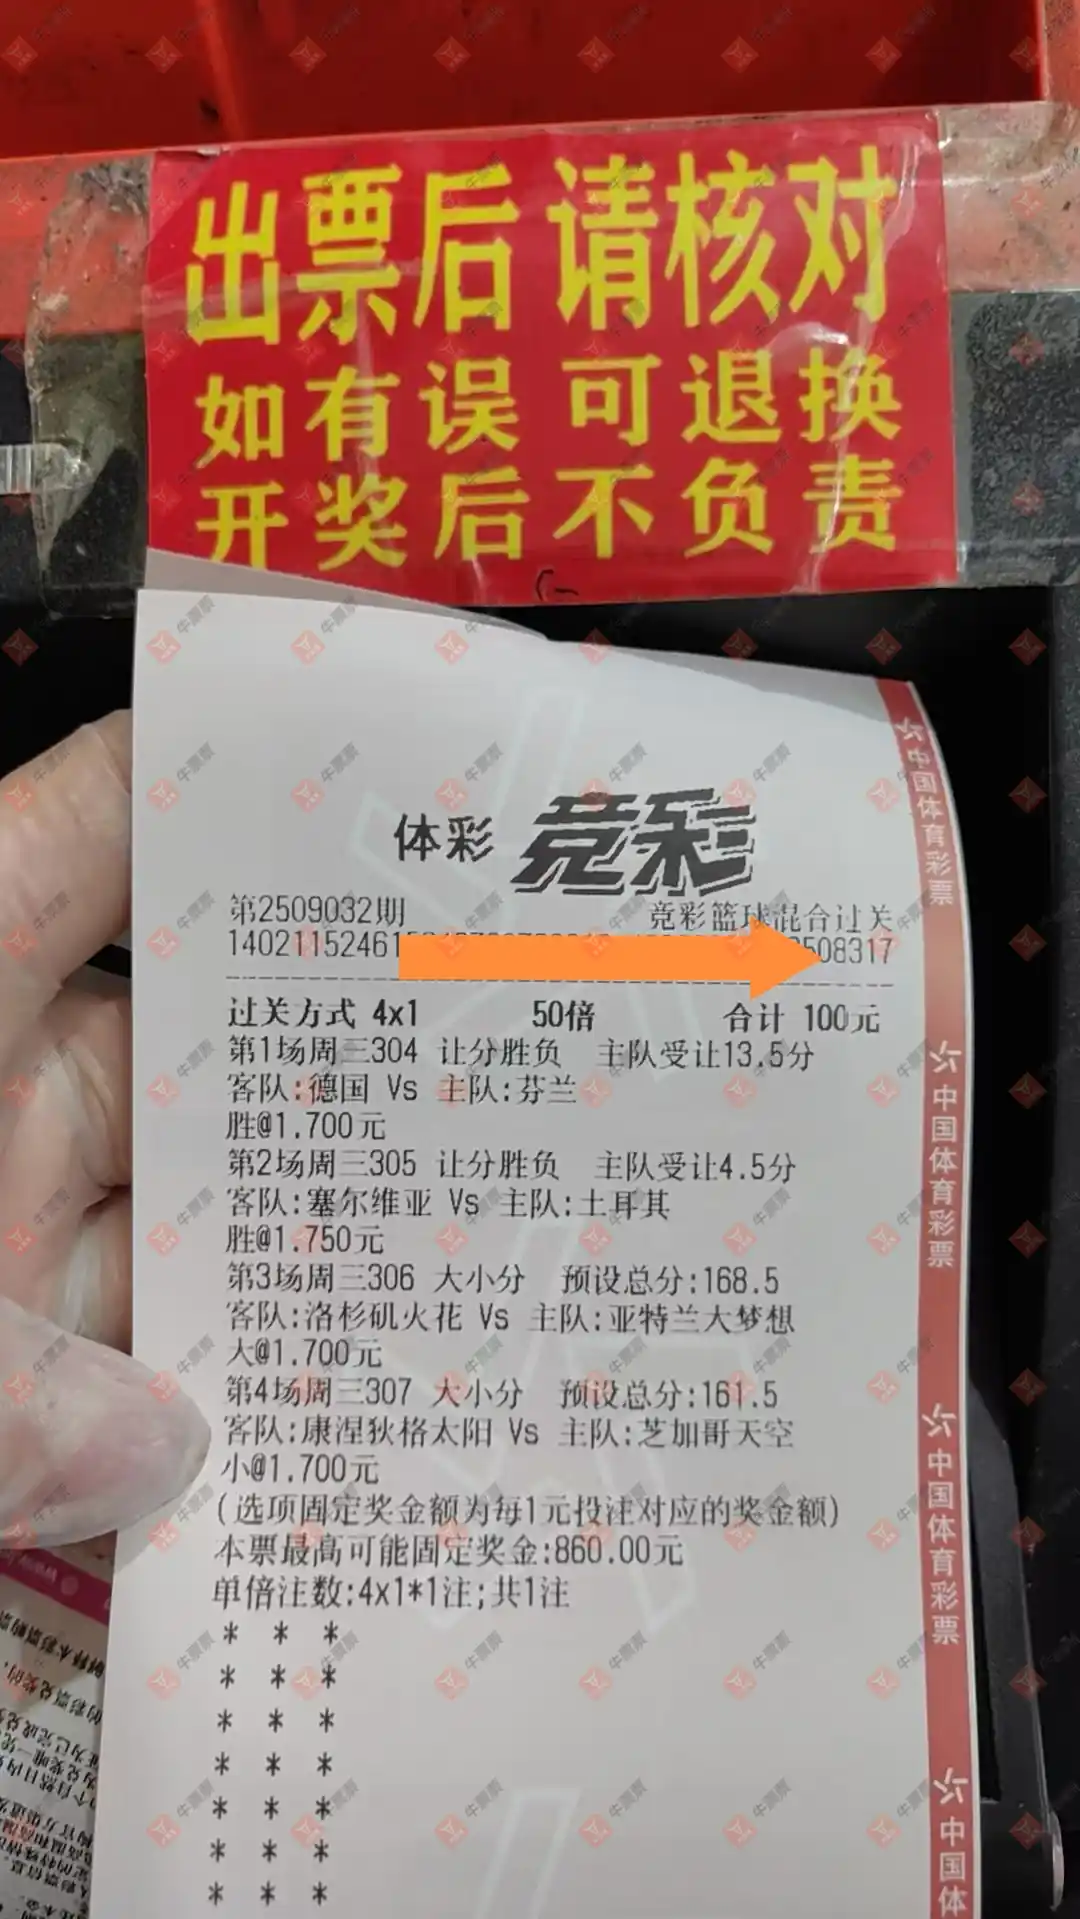 出票后 请核对
如有误 可退换
开奖后不负责
体彩 竞彩
第2509032期 竞彩篮球混合过关
14021152461 508317
过关方式 4x1 50倍 合计 100元
第1场周三304 让分胜负 主队受让13.5分
客队:德国 Vs 主队:芬兰
胜@1.700元
第2场周三305 让分胜负 主队受让4.5分
客队:塞尔维亚 Vs 主队:土耳其
胜@1.750元
第3场周三306 大小分 预设总分:168.5
客队:洛杉矶火花 Vs 主队:亚特兰大梦想
大@1.700元
第4场周三307 大小分 预设总分:161.5
客队:康涅狄格太阳 Vs 主队:芝加哥天空
小@1.700元
(选项固定奖金额为每1元投注对应的奖金额)
本票最高可能固定奖金:860.00元
单倍注数:4x1*1注;共1注
* * *
* * *
* * *
* * *
* * *
* * *
* * *
中国体育彩票
中国体育彩票
中国体育彩票
中国体
牛票票